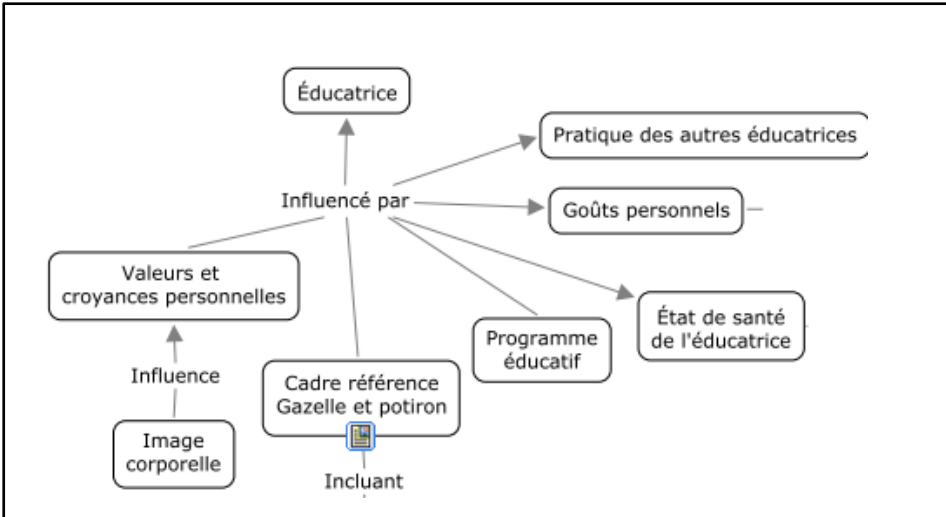 Éducatrice
Pratique des autres éducatrices
Influencé par
Goûts personnels
Valeurs et
croyances personnelles
État de santé
de l'éducatrice
Programme
éducatif
Influence
Cadre référence
Gazelle et potiron
Image
corporelle
Incluant